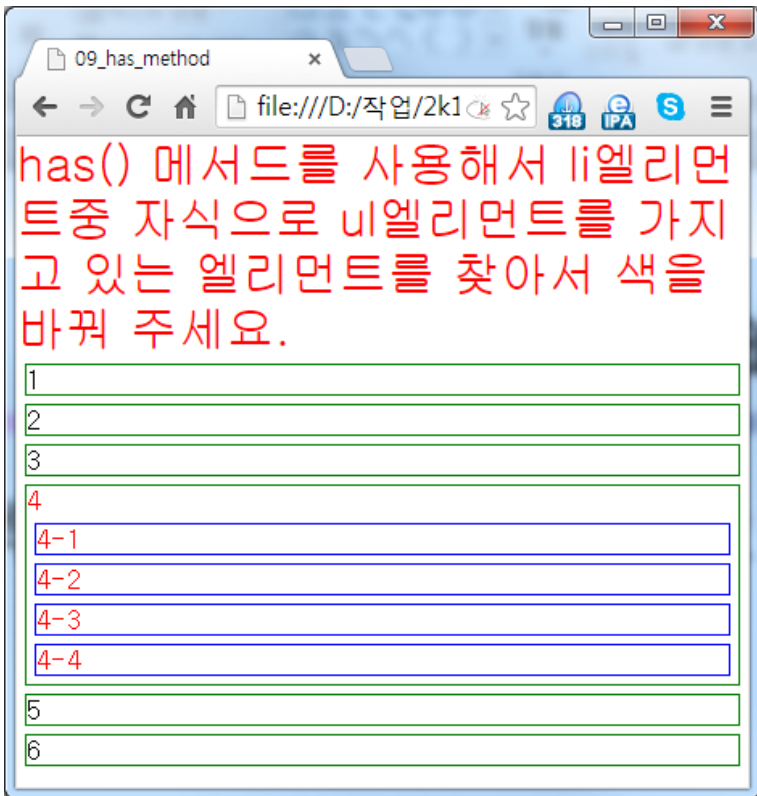 09_has_method
file:///D:/작업/2k1
318
IPA
has() 메서드를 사용해서 li엘리먼
트중 자식으로 ul엘리먼트를 가지
고 있는 엘리먼트를 찾아서 색을
바꿔 주세요.
1
2
3
4
4-1
4-2
4-3
4-4
5
6